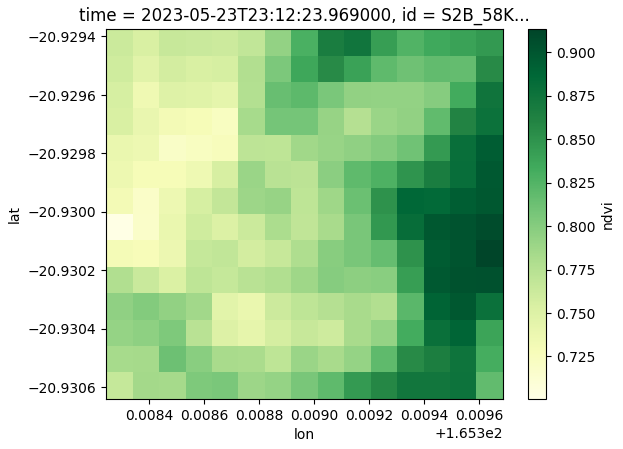 time = 2023-05-23T23:12:23.969000, id = S2B_58K...
−20.9294
−20.9296
−20.9298
−20.9300
−20.9302
−20.9304
−20.9306
lat
0.0084 0.0086 0.0088 0.0090 0.0092 0.0094 0.0096
lon
+1.653e2
0.900
0.875
0.850
0.825
0.800
0.775
0.750
0.725
ndvi